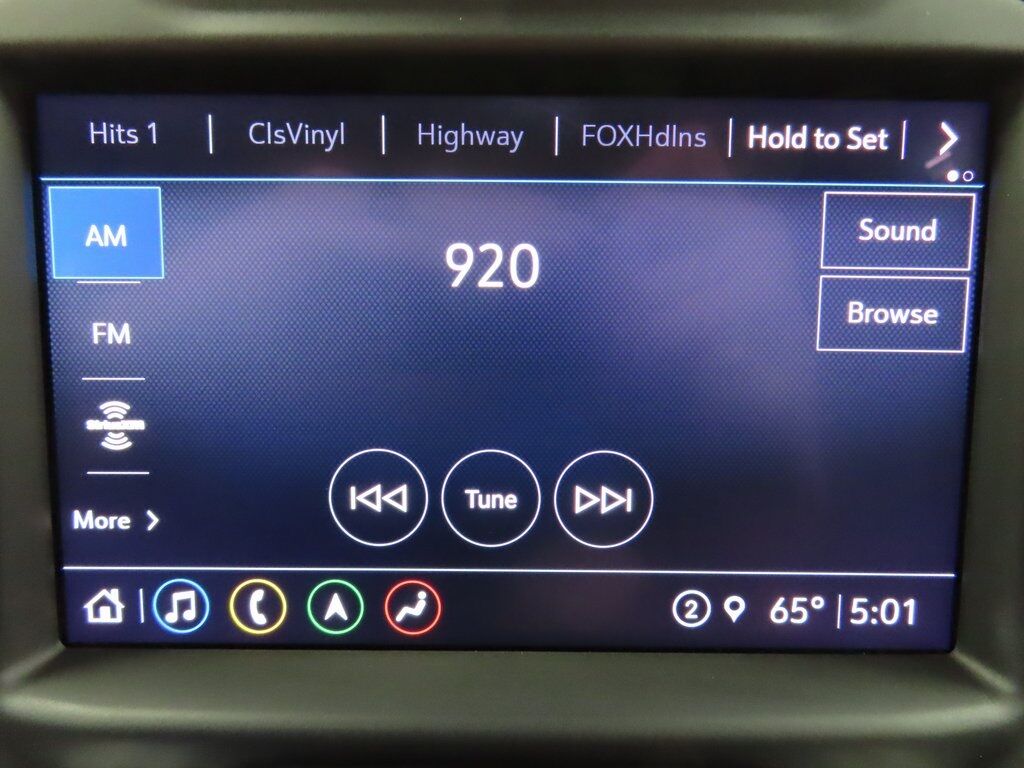 Hits 1 | ClsVinyl | Highway | FOXHdlns | Hold to Set |
AM
920
Sound
Browse
FM
SiriusXM
Tune
More
2 65° | 5:01